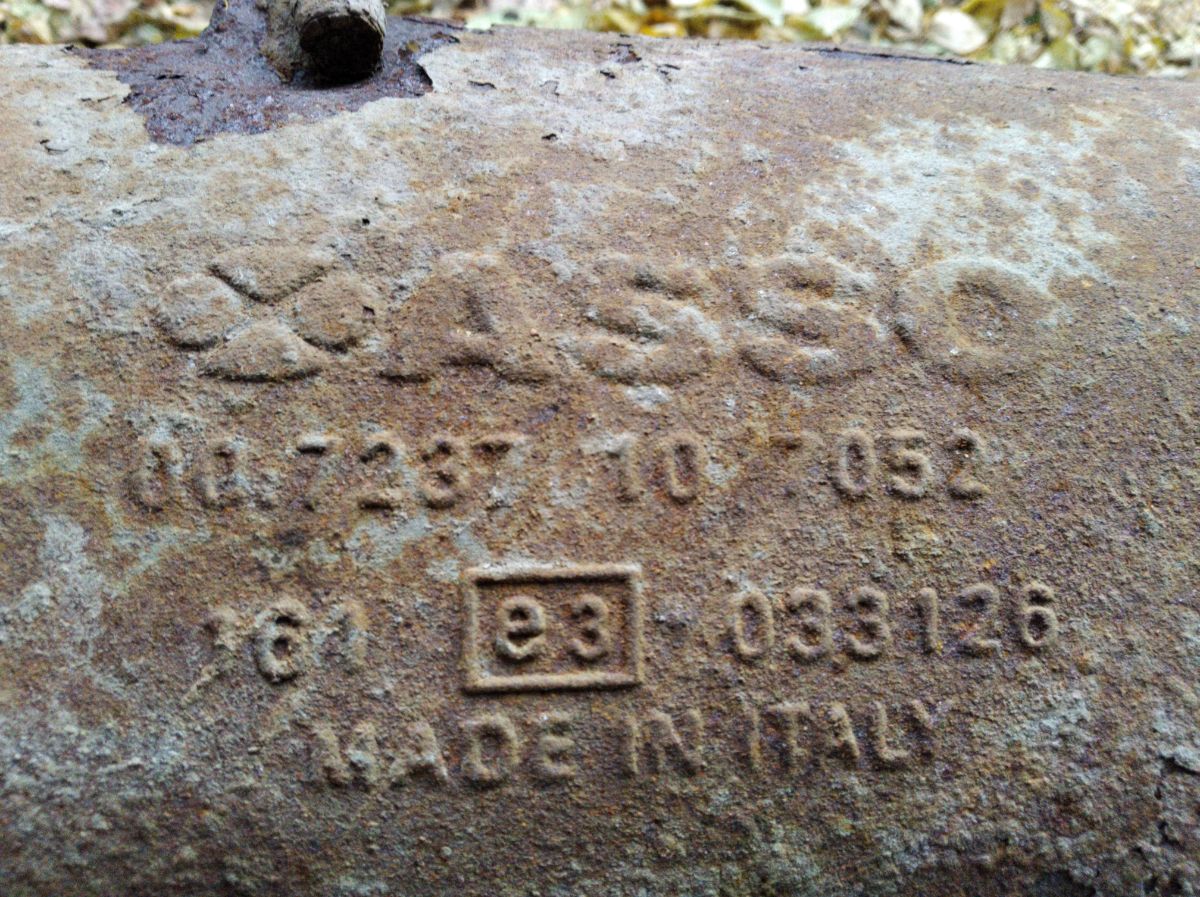 ASSO
00.7237 10 7052
161 e3 033126
MADE IN ITALY